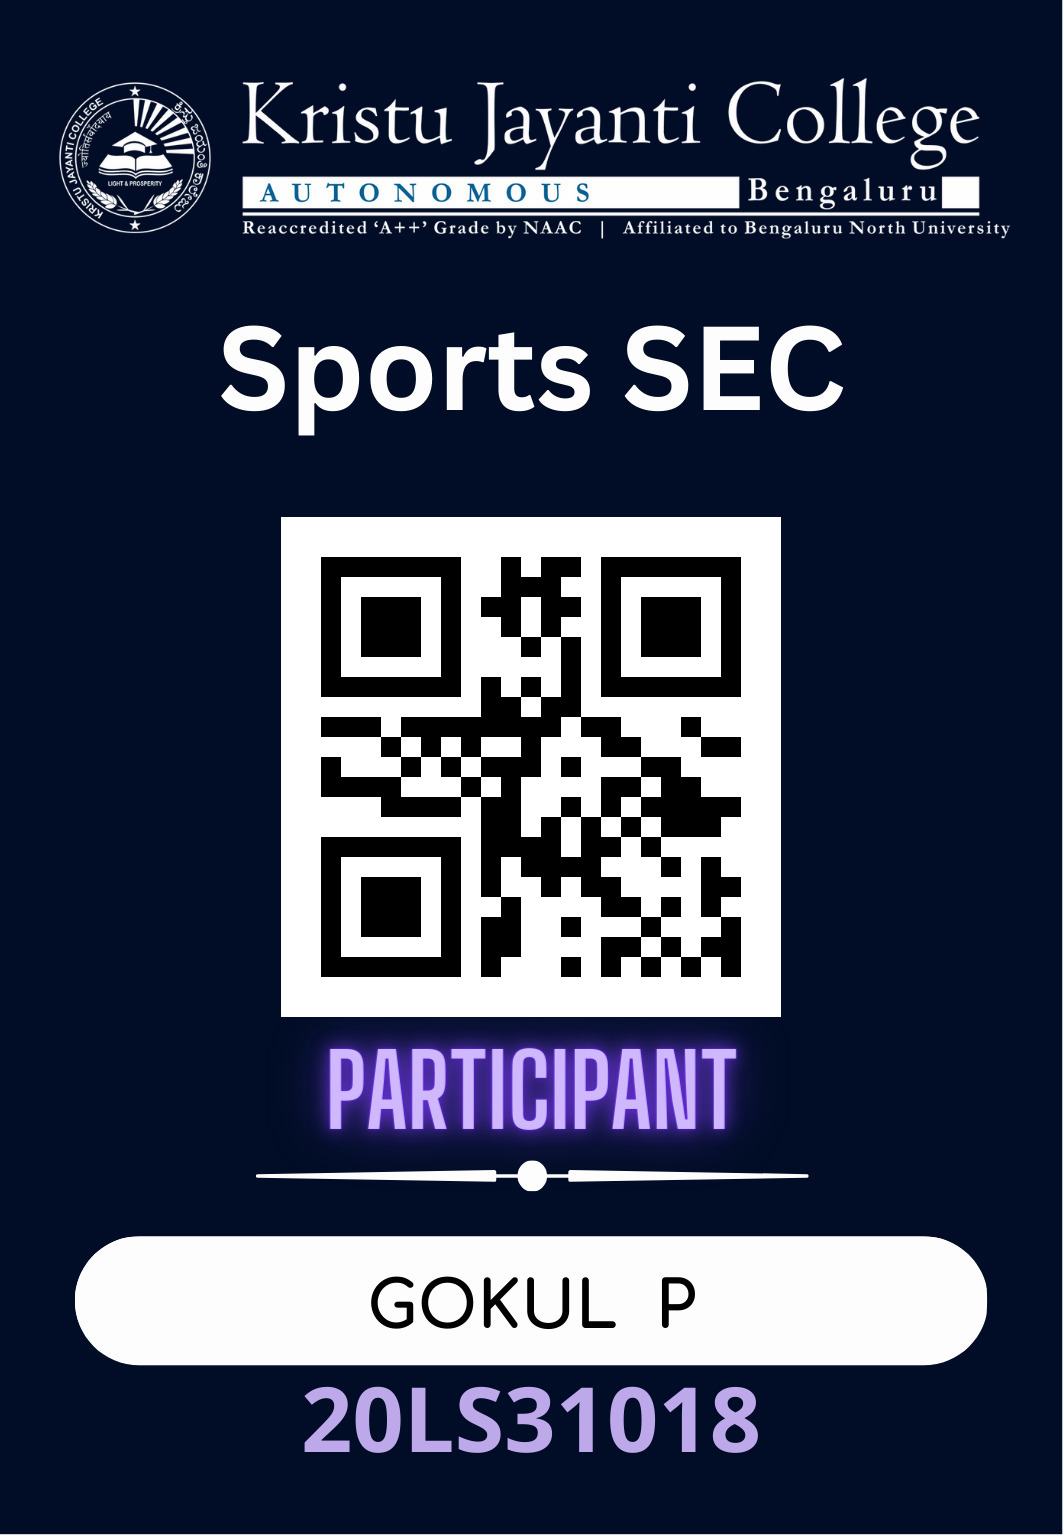 KRISTU JAYANTI COLLEGE
ಕ್ರಿಸ್ತು ಜಯಂತಿ ಕಾಲೇಜು
LIGHT & PROSPERITY
Kristu Jayanti College
AUTONOMOUS Bengaluru
Reaccredited ‘A++’ Grade by NAAC | Affiliated to Bengaluru North University
Sports SEC
PARTICIPANT
GOKUL P
20LS31018